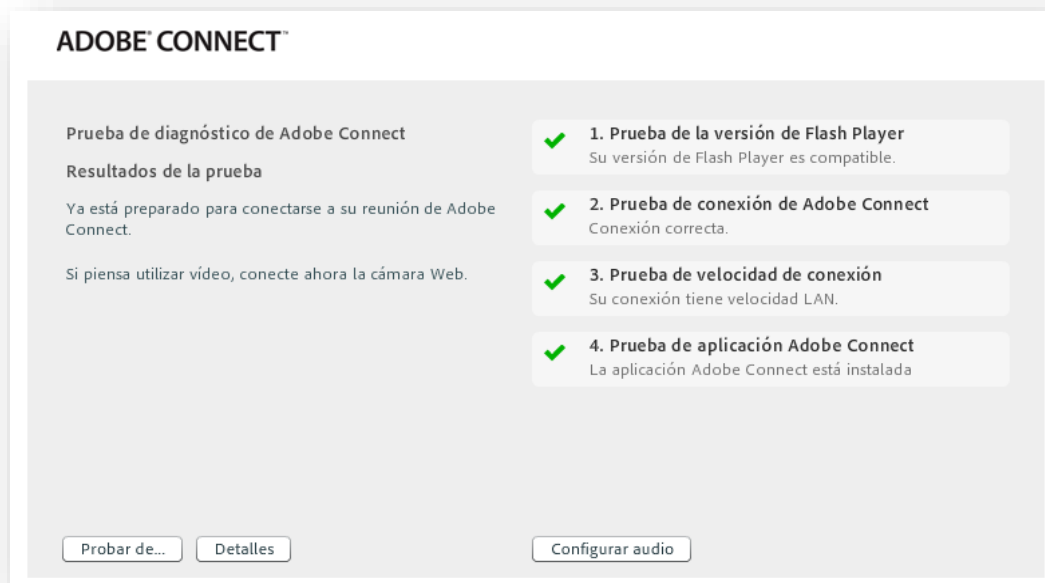 ADOBE® CONNECT™
Prueba de diagnóstico de Adobe Connect
Resultados de la prueba
Ya está preparado para conectarse a su reunión de Adobe
Connect.
Si piensa utilizar vídeo, conecte ahora la cámara Web.
1. Prueba de la versión de Flash Player
Su versión de Flash Player es compatible.
2. Prueba de conexión de Adobe Connect
Conexión correcta.
3. Prueba de velocidad de conexión
Su conexión tiene velocidad LAN.
4. Prueba de aplicación Adobe Connect
La aplicación Adobe Connect está instalada
Probar de...
Detalles
Configurar audio